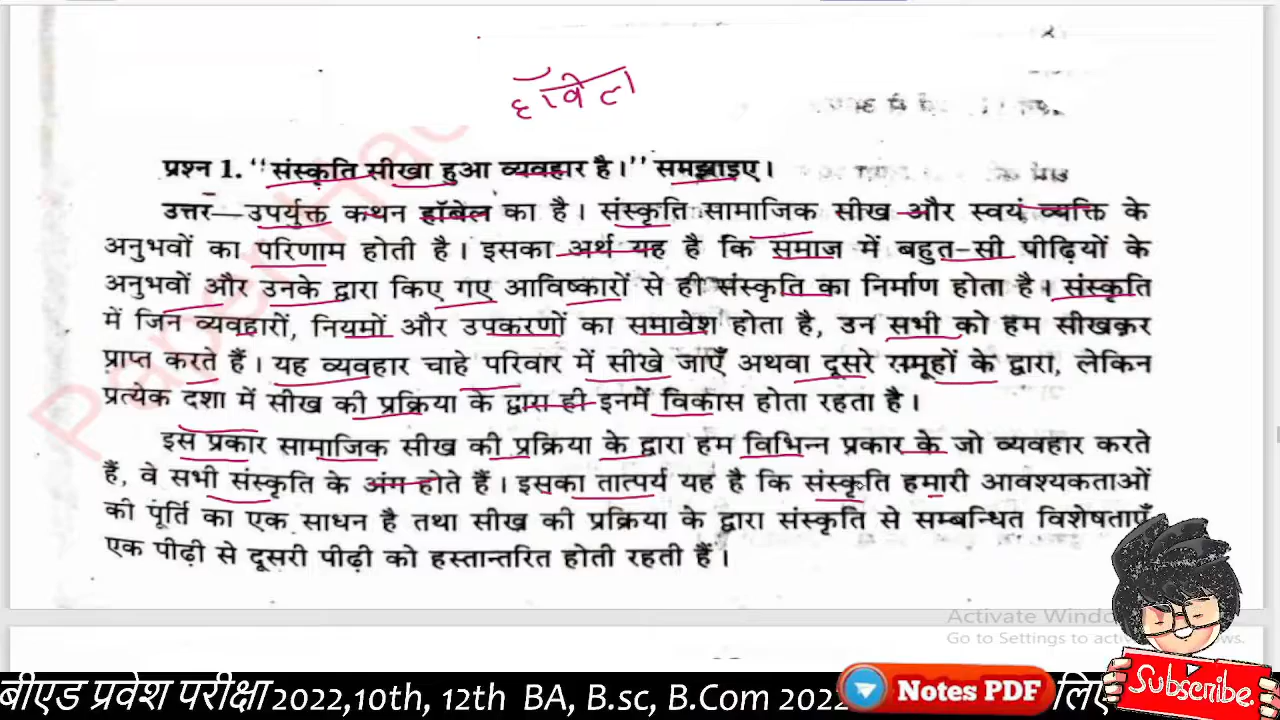 हॉबेल
प्रश्न 1. "संस्कृति सीखा हुआ व्यवहार है।" समझाइए।
उत्तर— उपर्युक्त कथन हॉबेल का है। संस्कृति सामाजिक सीख और स्वयं व्यक्ति के
अनुभवों का परिणाम होती है। इसका अर्थ यह है कि समाज में बहुत-सी पीढ़ियों के
अनुभवों और उनके द्वारा किए गए आविष्कारों से ही संस्कृति का निर्माण होता है। संस्कृति
में जिन व्यवहारों, नियमों और उपकरणों का समावेश होता है, उन सभी को हम सीखकर
प्राप्त करते हैं। यह व्यवहार चाहे परिवार में सीखे जाएँ अथवा दूसरे समूहों के द्वारा, लेकिन
प्रत्येक दशा में सीख की प्रक्रिया के द्वारा ही इनमें विकास होता रहता है।
इस प्रकार सामाजिक सीख की प्रक्रिया के द्वारा हम विभिन्न प्रकार के जो व्यवहार करते
हैं, वे सभी संस्कृति के अंग होते हैं। इसका तात्पर्य यह है कि संस्कृति हमारी आवश्यकताओं
की पूर्ति का एक साधन है तथा सीख की प्रक्रिया के द्वारा संस्कृति से सम्बन्धित विशेषताएँ
एक पीढ़ी से दूसरी पीढ़ी को हस्तान्तरित होती रहती हैं।
Activate Windo
Go to Settings to acti ws.
बीएड प्रवेश परीक्षा 2022,10th, 12th BA, B.sc, B.Com 2022
Notes PDF
लिए
Subscribe.